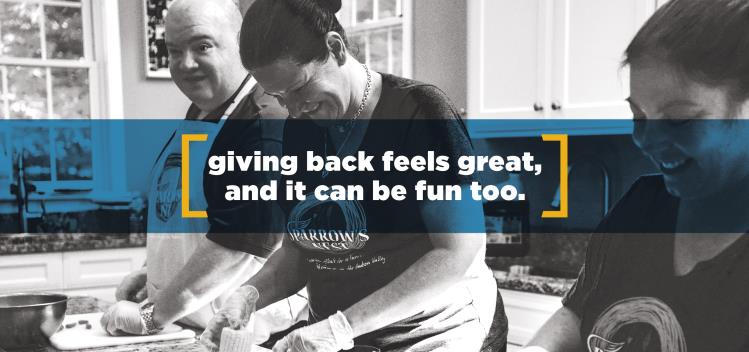 giving back feels great,
and it can be fun too.
SPARROW'S
NEST